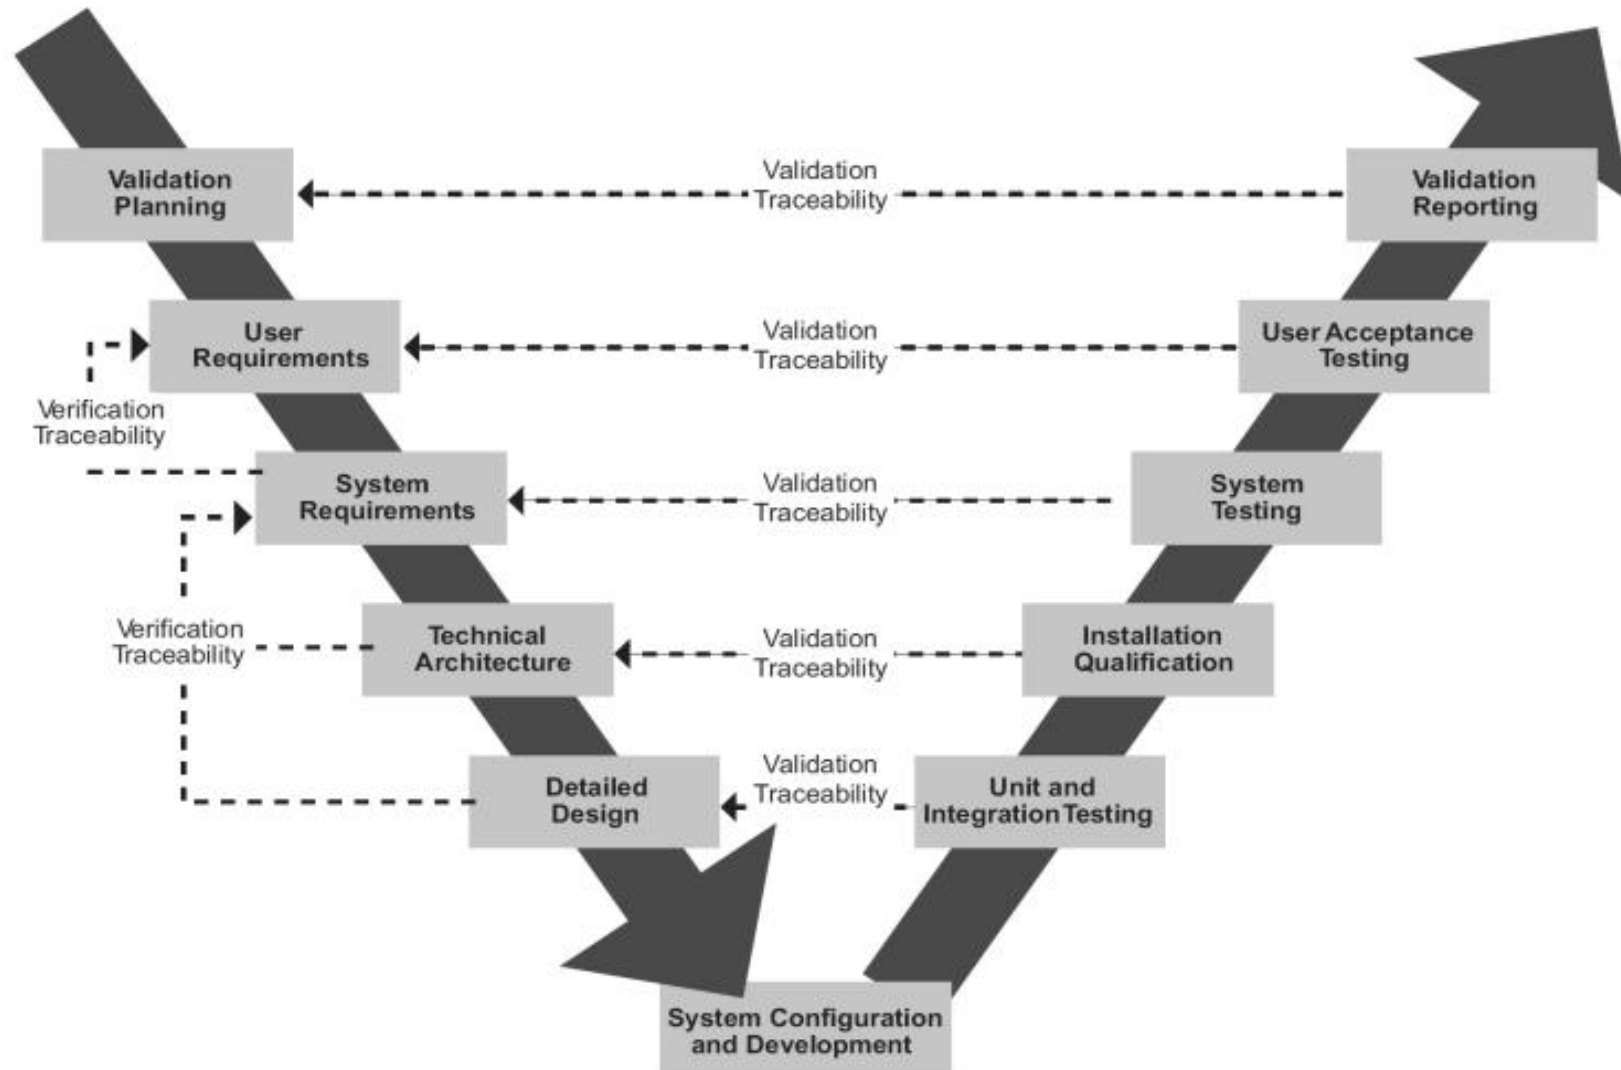 Validation
Planning
Validation
Traceability
Validation
Reporting
User
Requirements
Validation
Traceability
User Acceptance
Testing
Verification
Traceability
System
Requirements
Validation
Traceability
System
Testing
Verification
Traceability
Technical
Architecture
Validation
Traceability
Installation
Qualification
Detailed
Design
Validation
Traceability
Unit and
Integration Testing
System Configuration
and Development